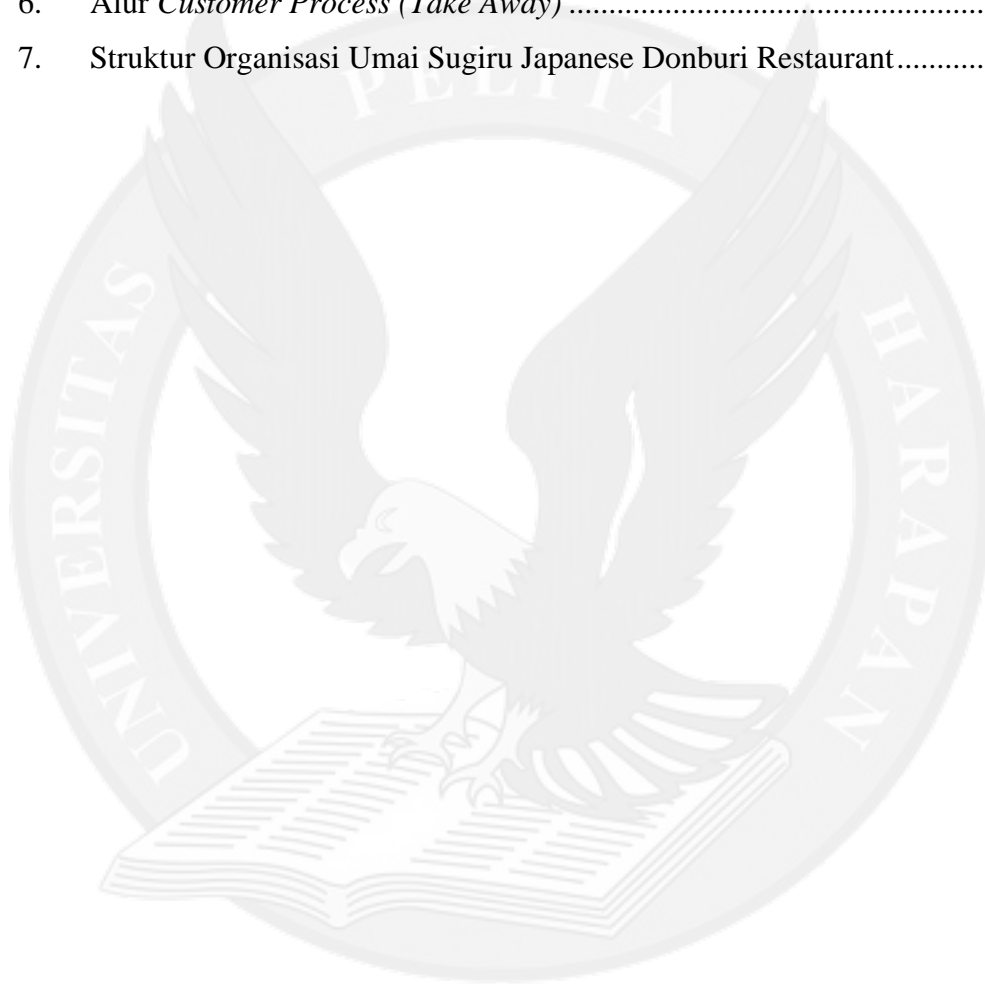 6. Alur Customer Process (Take Away) ......................................................
7. Struktur Organisasi Umai Sugiru Japanese Donburi Restaurant...........
UNIVERSITAS PELITA HARAPAN